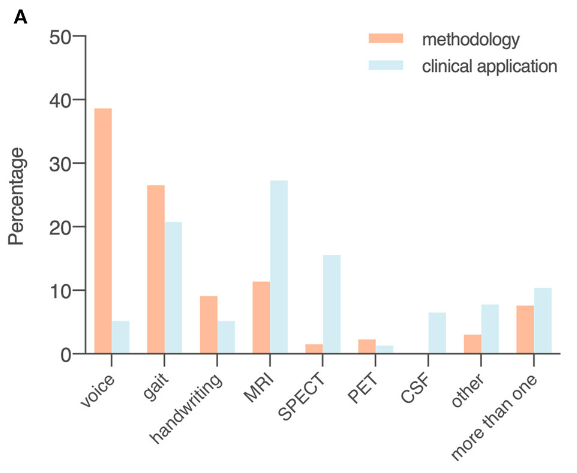 A
methodology
clinical application
Percentage
50
40
30
20
10
0
voice
gait
handwriting
MRI
SPECT
PET
CSF
other
more than one